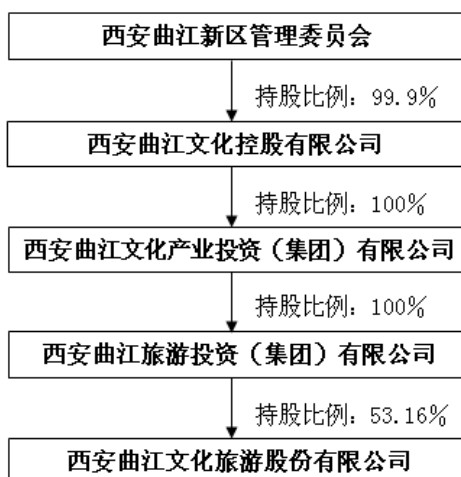 西安曲江新区管理委员会
持股比例：99.9%
西安曲江文化控股有限公司
持股比例：100%
西安曲江文化产业投资（集团）有限公司
持股比例：100%
西安曲江旅游投资（集团）有限公司
持股比例：53.16%
西安曲江文化旅游股份有限公司